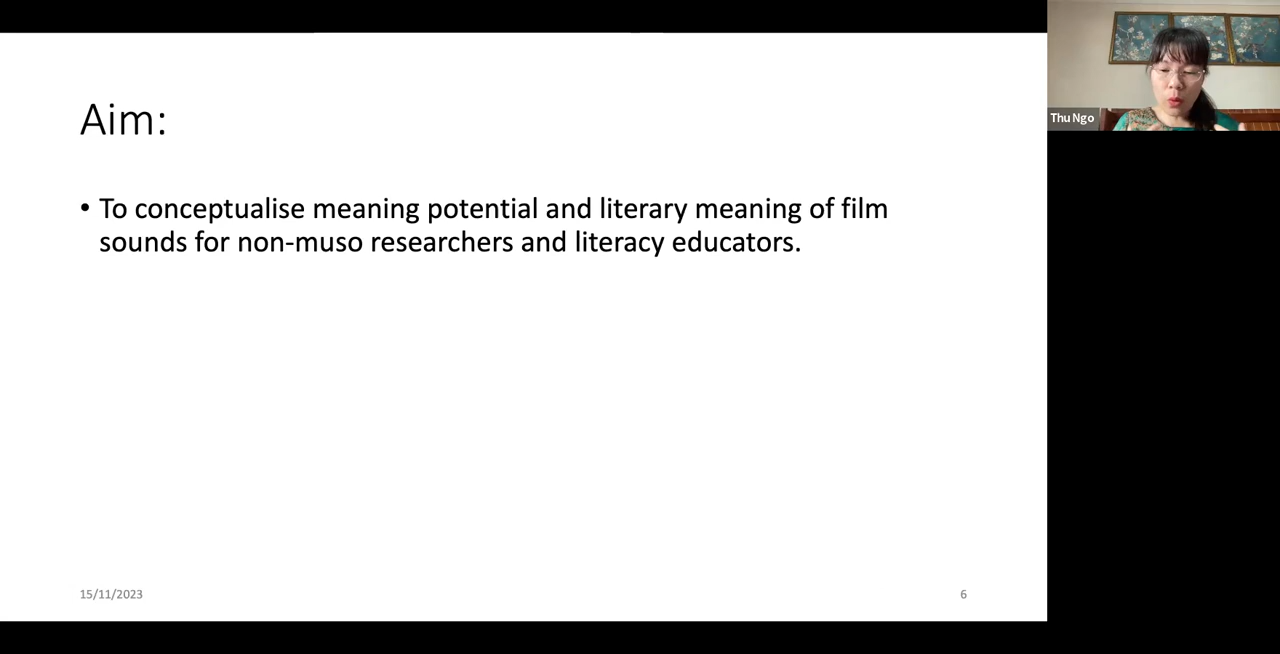 Aim:
• To conceptualise meaning potential and literary meaning of film
sounds for non-muso researchers and literacy educators.
15/11/2023
6
Thu Ngo